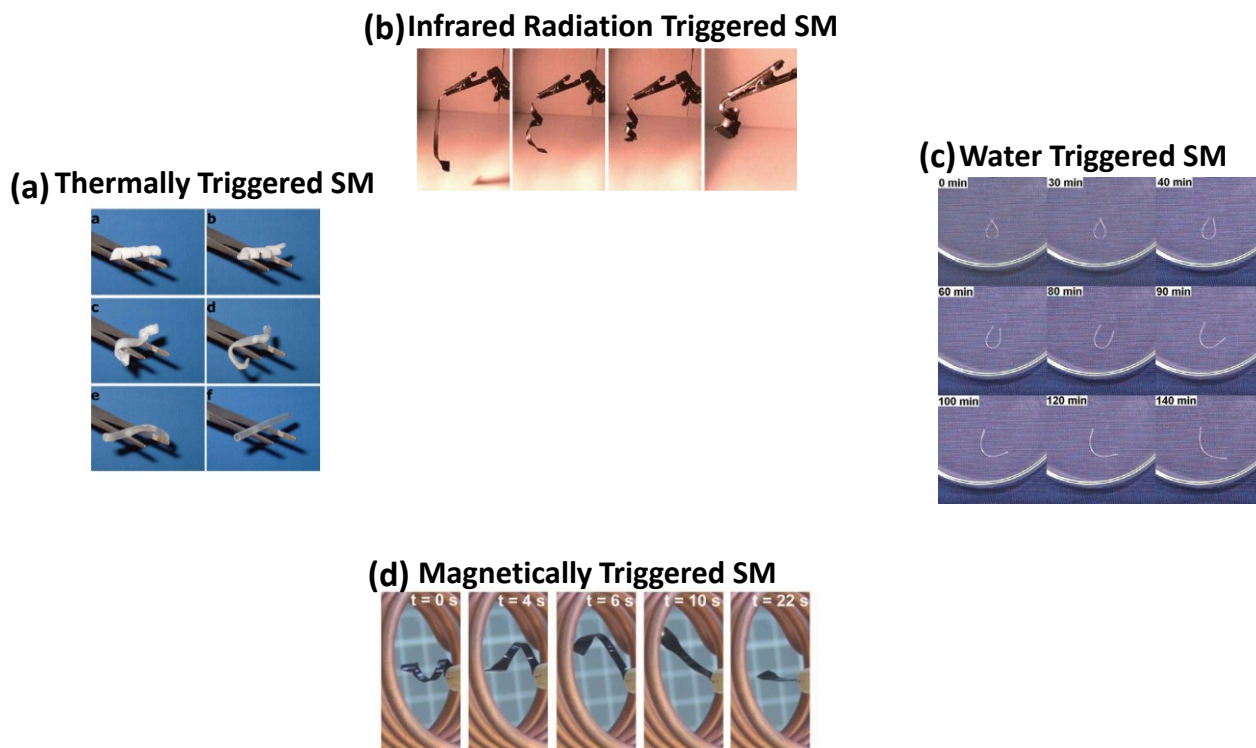 (b) Infrared Radiation Triggered SM
(a) Thermally Triggered SM
a
b
c
d
e
f
(c) Water Triggered SM
0 min
30 min
40 min
60 min
80 min
90 min
100 min
120 min
140 min
(d) Magnetically Triggered SM
t = 0 s
t = 4 s
t = 6 s
t = 10 s
t = 22 s